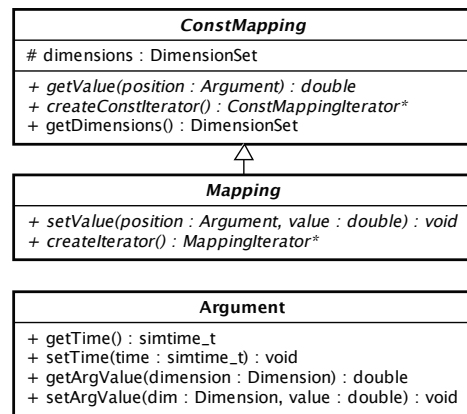 ConstMapping
# dimensions : DimensionSet
+ getValue(position : Argument) : double
+ createConstIterator() : ConstMappingIterator*
+ getDimensions() : DimensionSet
Mapping
+ setValue(position : Argument, value : double) : void
+ createIterator() : MappingIterator*
Argument
+ getTime() : simtime_t
+ setTime(time : simtime_t) : void
+ getArgValue(dimension : Dimension) : double
+ setArgValue(dim : Dimension, value : double) : void